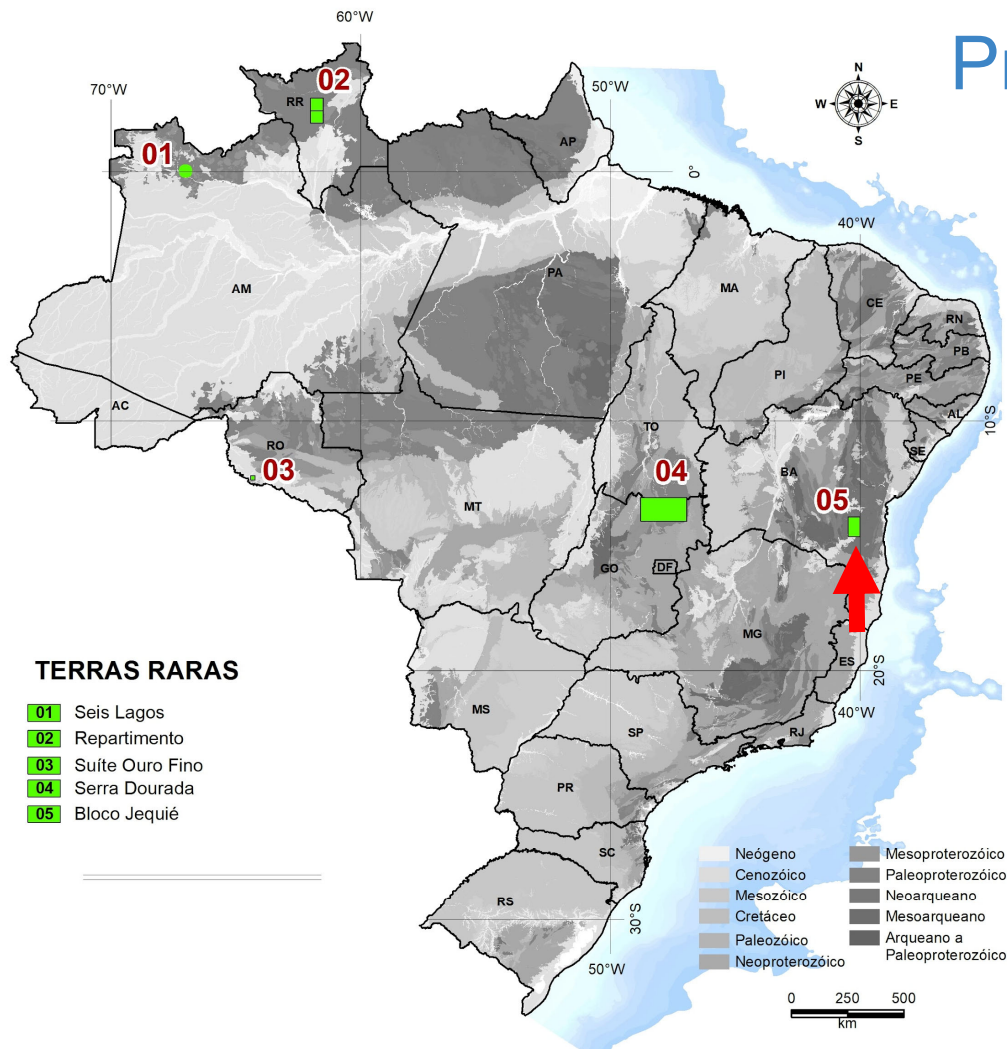 Pr
60°W
70°W
50°W
N
W
E
S
02
RR
01
AP
0°
40°W
AM
PA
MA
CE
RN
PB
PI
PE
AC
AL
10°S
TO
SE
RO
BA
03
04
05
MT
GO
DF
MG
ES
20°S
40°W
MS
SP
RJ
PR
SC
RS
30°S
50°W
TERRAS RARAS
01 Seis Lagos
02 Repartimento
03 Suíte Ouro Fino
04 Serra Dourada
05 Bloco Jequié
Neógeno
Cenozóico
Mesozóico
Cretáceo
Paleozóico
Neoproterozóico
Mesoproterozóico
Paleoproterozóico
Neoarqueano
Mesoarqueano
Arqueano a
Paleoproterozóico
0 250 500
km